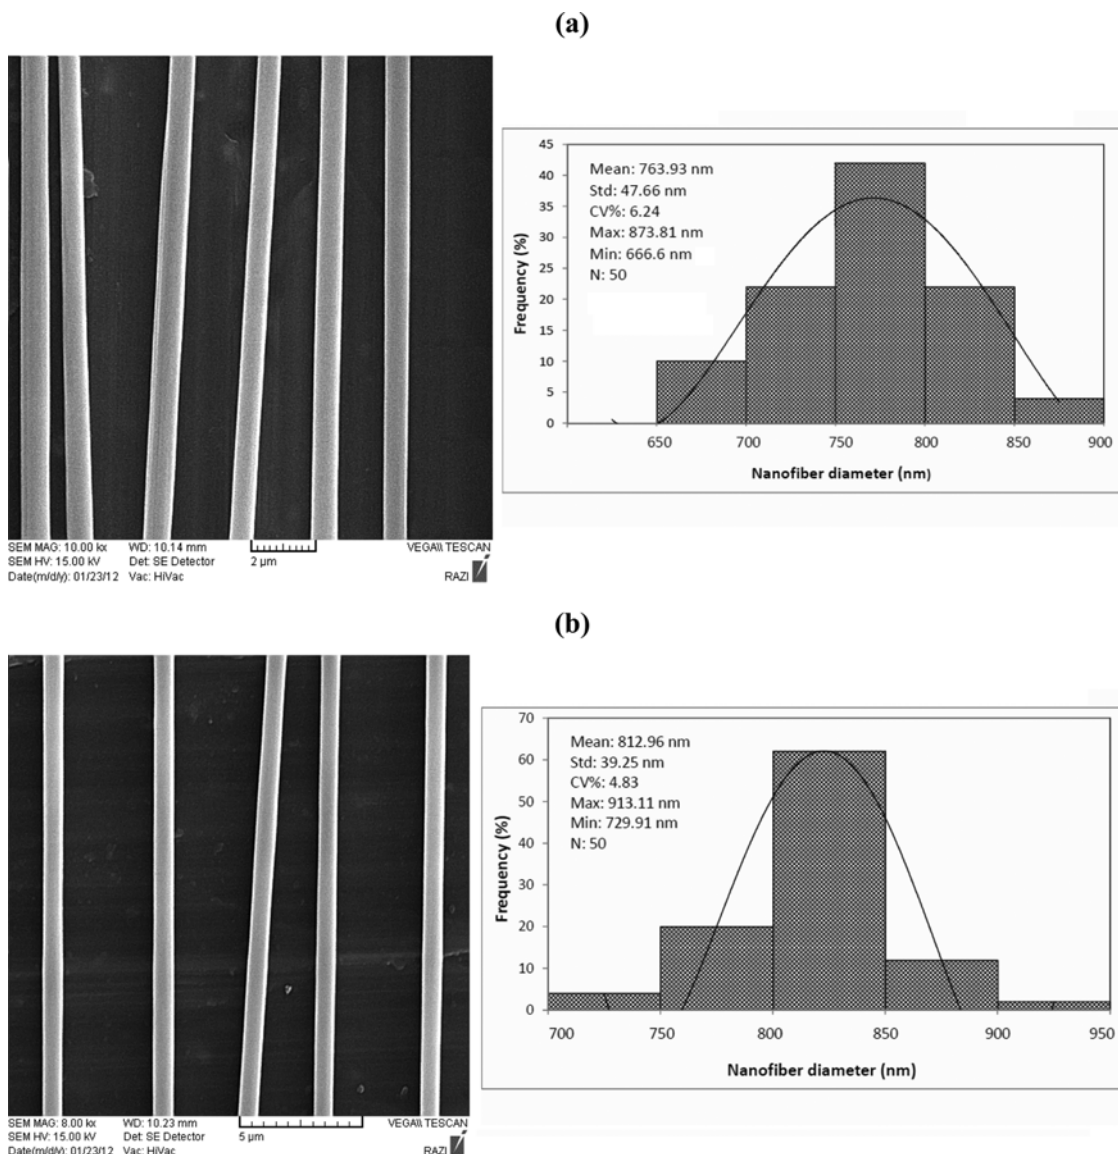 (a)
SEM MAG: 10.00 kx WD: 10.14 mm VEGA\\ TESCAN
SEM HV: 15.00 kV Det: SE Detector 2 µm
Date(m/d/y): 01/23/12 Vac: HiVac RAZI
Mean: 763.93 nm
Std: 47.66 nm
CV%: 6.24
Max: 873.81 nm
Min: 666.6 nm
N: 50
Frequency (%)
45
40
35
30
25
20
15
10
5
0
650 700 750 800 850 900
Nanofiber diameter (nm)
(b)
SEM MAG: 8.00 kx WD: 10.23 mm VEGA\\ TESCAN
SEM HV: 15.00 kV Det: SE Detector 5 µm
Date(m/d/y): 01/23/12 Vac: HiVac RAZI
Mean: 812.96 nm
Std: 39.25 nm
CV%: 4.83
Max: 913.11 nm
Min: 729.91 nm
N: 50
Frequency (%)
70
60
50
40
30
20
10
0
700 750 800 850 900 950
Nanofiber diameter (nm)